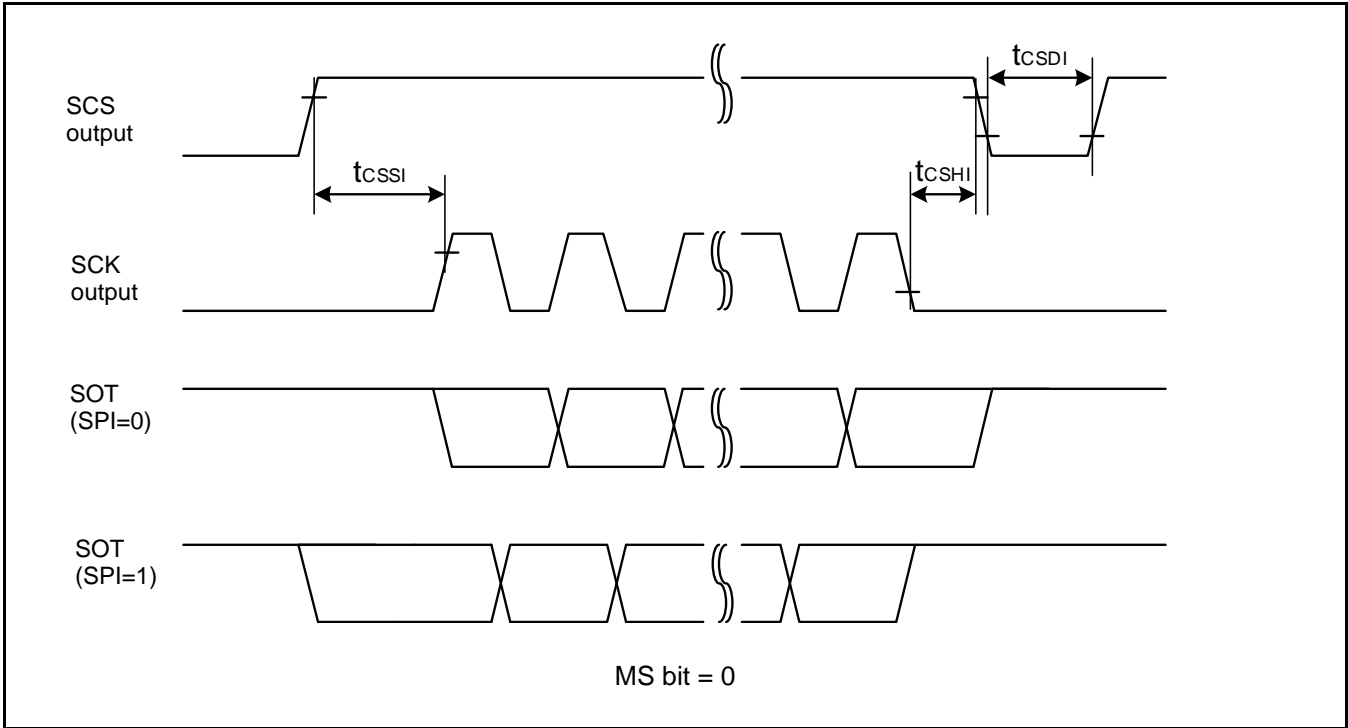 tCSDI
SCS
output
tCSSI
tCSHI
SCK
output
SOT
(SPI=0)
SOT
(SPI=1)
MS bit = 0